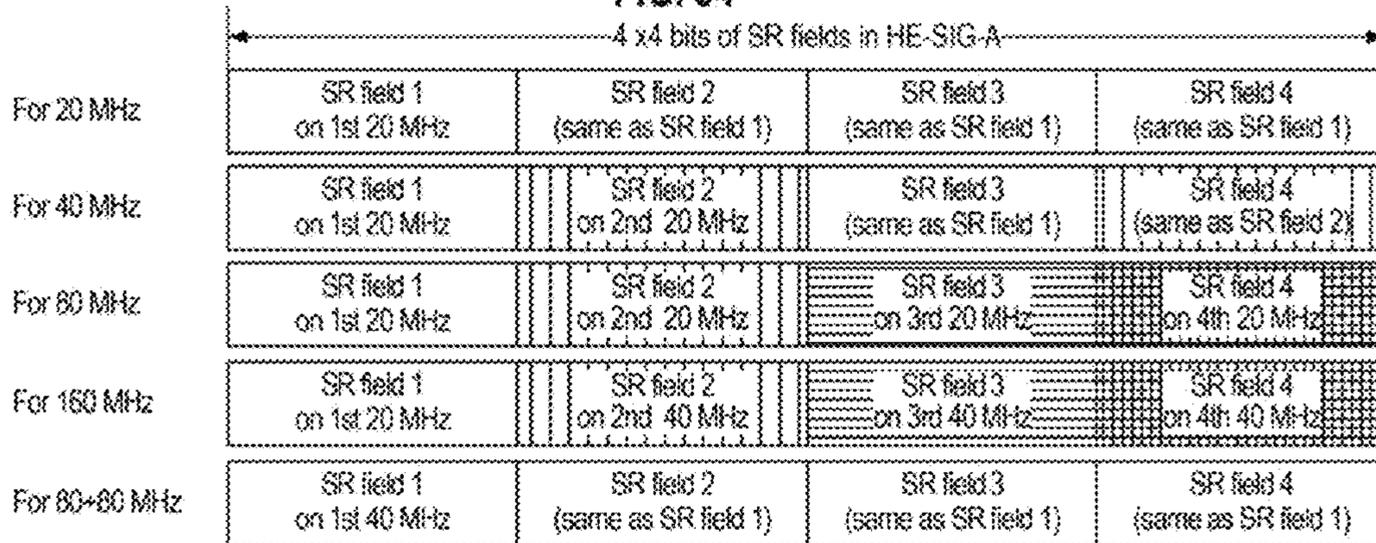 4 x4 bits of SR fields in HE-SIG-A
For 20 MHz
SR field 1
on 1st 20 MHz
SR field 2
(same as SR field 1)
SR field 3
(same as SR field 1)
SR field 4
(same as SR field 1)
For 40 MHz
SR field 1
on 1st 20 MHz
SR field 2
on 2nd 20 MHz
SR field 3
(same as SR field 1)
SR field 4
(same as SR field 2)
For 80 MHz
SR field 1
on 1st 20 MHz
SR field 2
on 2nd 20 MHz
SR field 3
on 3rd 20 MHz
SR field 4
on 4th 20 MHz
For 160 MHz
SR field 1
on 1st 20 MHz
SR field 2
on 2nd 40 MHz
SR field 3
on 3rd 40 MHz
SR field 4
on 4th 40 MHz
For 80+80 MHz
SR field 1
on 1st 40 MHz
SR field 2
(same as SR field 1)
SR field 3
(same as SR field 1)
SR field 4
(same as SR field 1)